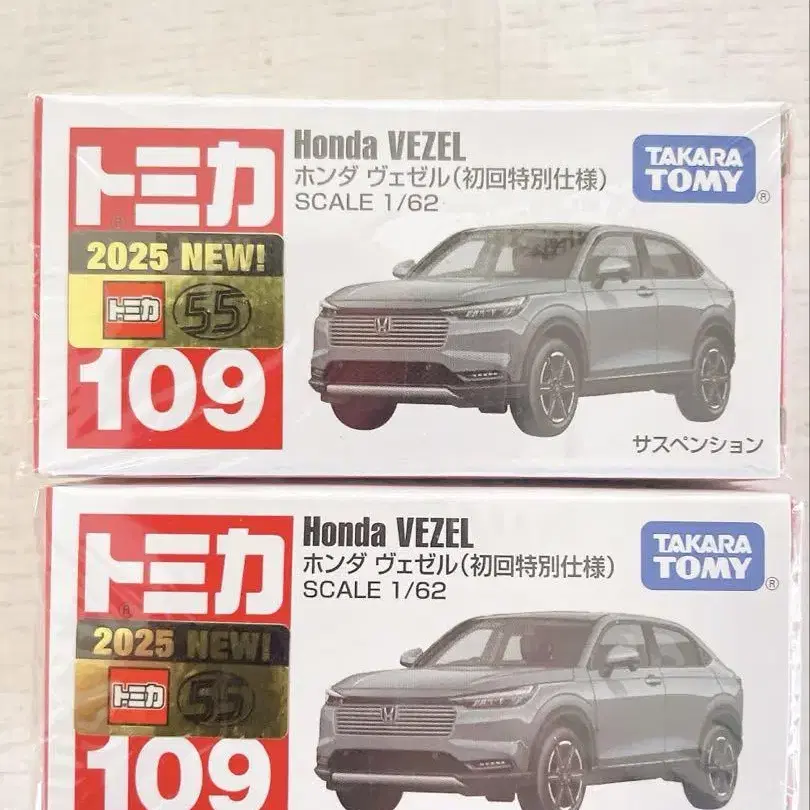 トミカ
®
Honda VEZEL
ホンダ ヴェゼル(初回特別仕様)
SCALE 1/62
TAKARA
TOMY
®
2025 NEW!
トミカ 55
109
サスペンション
トミカ
®
Honda VEZEL
ホンダ ヴェゼル(初回特別仕様)
SCALE 1/62
TAKARA
TOMY
®
2025 NEW!
トミカ 55
109